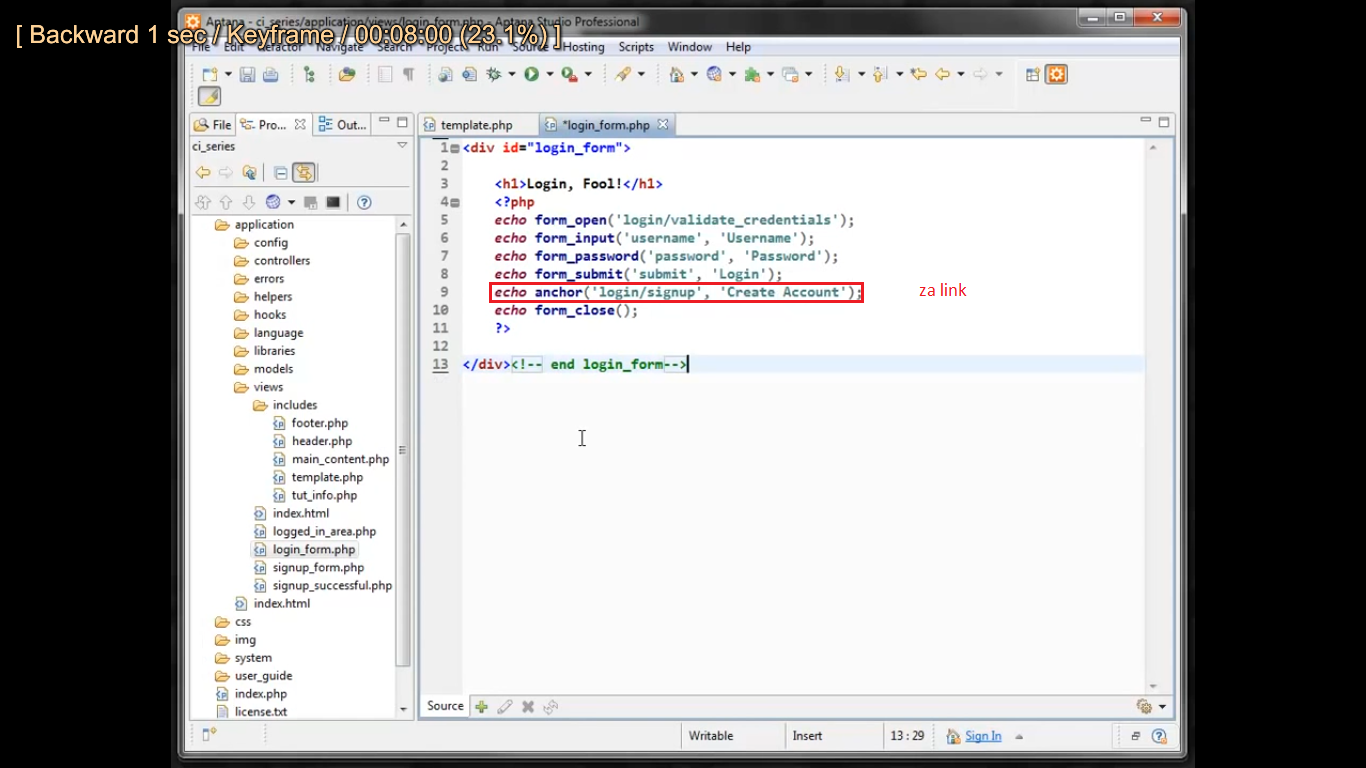 Aptana - ci_series/application/views/login_form.php - Aptana Studio Professional
[ Backward 1 sec / Keyframe / 00:08:00 (23.1%) ]
File Edit Refactor Navigate Search Project Run Source Hosting Scripts Window Help
File Pro... Out...
template.php *login_form.php
ci_series
application
config
controllers
errors
helpers
hooks
language
libraries
models
views
includes
footer.php
header.php
main_content.php
template.php
tut_info.php
index.html
logged_in_area.php
login_form.php
signup_form.php
signup_successful.php
index.html
css
img
system
user_guide
index.php
license.txt
1 <div id="login_form">
2
3 <h1>Login, Fool!</h1>
4 <?php
5 echo form_open('login/validate_credentials');
6 echo form_input('username', 'Username');
7 echo form_password('password', 'Password');
8 echo form_submit('submit', 'Login');
9 echo anchor('login/signup', 'Create Account');
za link
10 echo form_close();
11 ?>
12
13 </div><!-- end login_form-->
Source
Writable Insert 13 : 29 Sign In